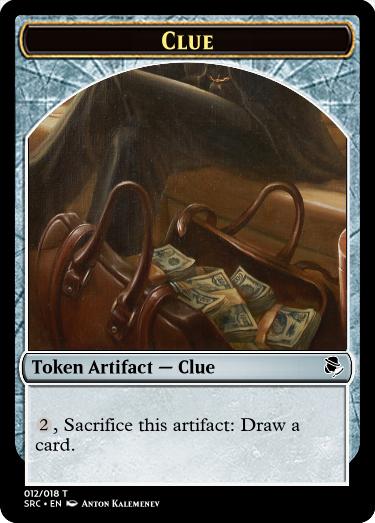 Clue
Token Artifact — Clue
2, Sacrifice this artifact: Draw a
card.
012/018 T
SRC • EN Anton Kalemenev